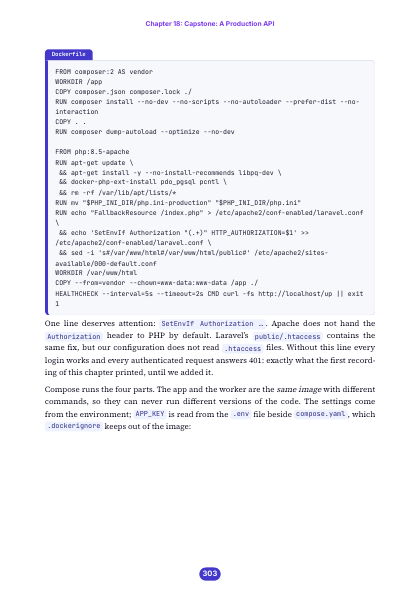 Chapter 18: Capstone: A Production API
Dockerfile
FROM composer:2 AS vendor
WORKDIR /app
COPY composer.json composer.lock ./
RUN composer install --no-dev --no-scripts --no-autoloader --prefer-dist --no-
interaction
COPY . .
RUN composer dump-autoload --optimize --no-dev
FROM php:8.5-apache
RUN apt-get update \
&& apt-get install -y --no-install-recommends libpq-dev \
&& docker-php-ext-install pdo_pgsql pcntl \
&& rm -rf /var/lib/apt/lists/*
RUN mv "$PHP_INI_DIR/php.ini-production" "$PHP_INI_DIR/php.ini"
RUN echo "FallbackResource /index.php" > /etc/apache2/conf-enabled/laravel.conf
\
&& echo 'SetEnvIf Authorization "(.+)" HTTP_AUTHORIZATION=$1' >>
/etc/apache2/conf-enabled/laravel.conf \
&& sed -i 's#/var/www/html#/var/www/html/public#' /etc/apache2/sites-
available/000-default.conf
WORKDIR /var/www/html
COPY --from=vendor --chown=www-data:www-data /app ./
HEALTHCHECK --interval=5s --timeout=2s CMD curl -fs http://localhost/up || exit
1
One line deserves attention: SetEnvIf Authorization …. Apache does not hand the
Authorization header to PHP by default. Laravel's public/.htaccess contains the
same fix, but our configuration does not read .htaccess files. Without this line every
login works and every authenticated request answers 401: exactly what the first record-
ing of this chapter printed, until we added it.
Compose runs the four parts. The app and the worker are the same image with different
commands, so they can never run different versions of the code. The settings come
from the environment; APP_KEY is read from the .env file beside compose.yaml, which
.dockerignore keeps out of the image:
303